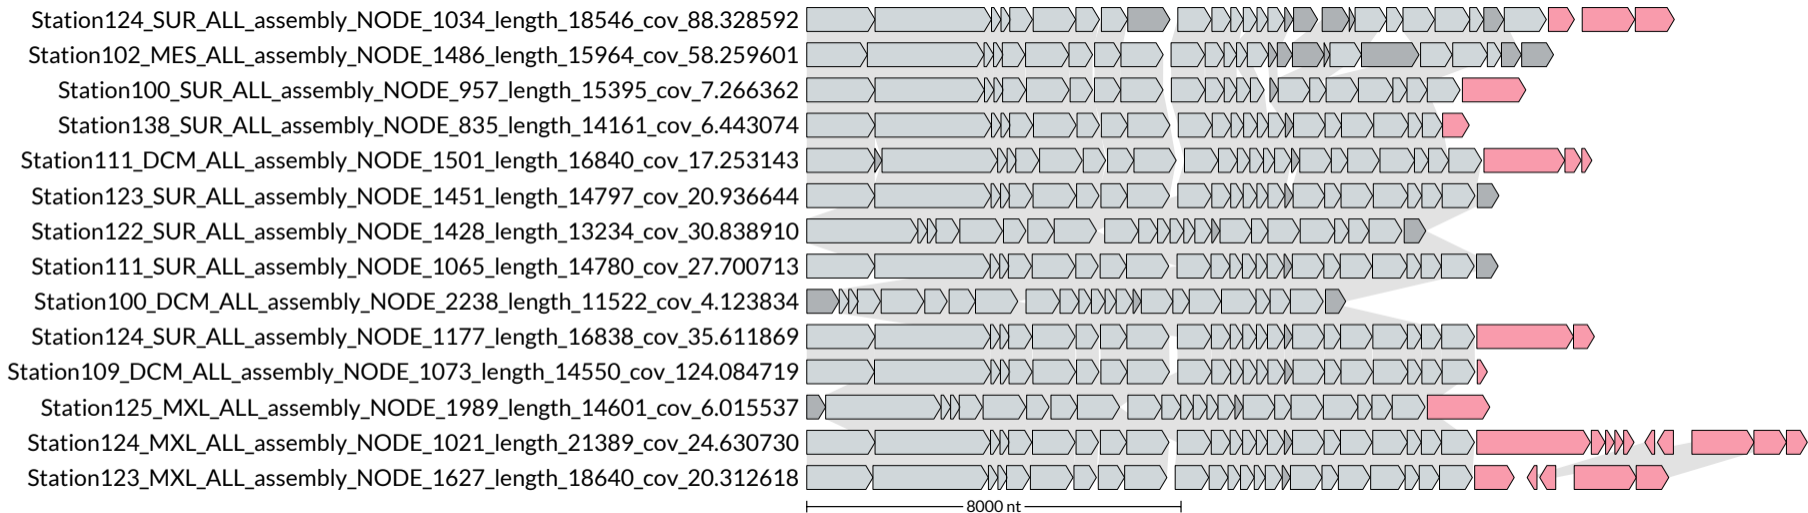 Station124_SUR_ALL_assembly_NODE_1034_length_18546_cov_88.328592
Station102_MES_ALL_assembly_NODE_1486_length_15964_cov_58.259601
Station100_SUR_ALL_assembly_NODE_957_length_15395_cov_7.266362
Station138_SUR_ALL_assembly_NODE_835_length_14161_cov_6.443074
Station111_DCM_ALL_assembly_NODE_1501_length_16840_cov_17.253143
Station123_SUR_ALL_assembly_NODE_1451_length_14797_cov_20.936644
Station122_SUR_ALL_assembly_NODE_1428_length_13234_cov_30.838910
Station111_SUR_ALL_assembly_NODE_1065_length_14780_cov_27.700713
Station100_DCM_ALL_assembly_NODE_2238_length_11522_cov_4.123834
Station124_SUR_ALL_assembly_NODE_1177_length_16838_cov_35.611869
Station109_DCM_ALL_assembly_NODE_1073_length_14550_cov_124.084719
Station125_MXL_ALL_assembly_NODE_1989_length_14601_cov_6.015537
Station124_MXL_ALL_assembly_NODE_1021_length_21389_cov_24.630730
Station123_MXL_ALL_assembly_NODE_1627_length_18640_cov_20.312618
8000 nt